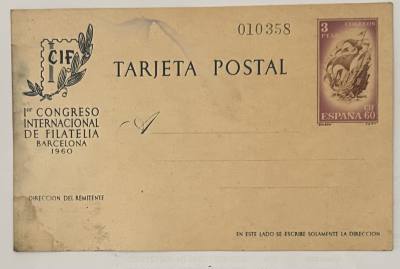 010358
CIF
3
PTAS
CORREOS
TARJETA POSTAL
CIF
ESPAÑA 60
1er CONGRESO
INTERNACIONAL
DE FILATELIA
BARCELONA
1960
A
DIRECCION DEL REMITENTE
EN ESTE LADO SE ESCRIBE SOLAMENTE LA DIRECCION